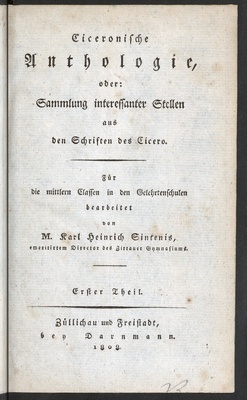 Ciceronische
Anthologie,
oder:
Sammlung interessanter Stellen
aus
den Schriften des Cicero.
Für
die mittlern Classen in den Gelehrtenschulen
bearbeitet
von
M. Karl Heinrich Sintenis,
emeritirtem Director des Zittauer Gymnasiums.
Erster Theil.
Züllichau und Freistadt,
bey Darnmann.
1808.